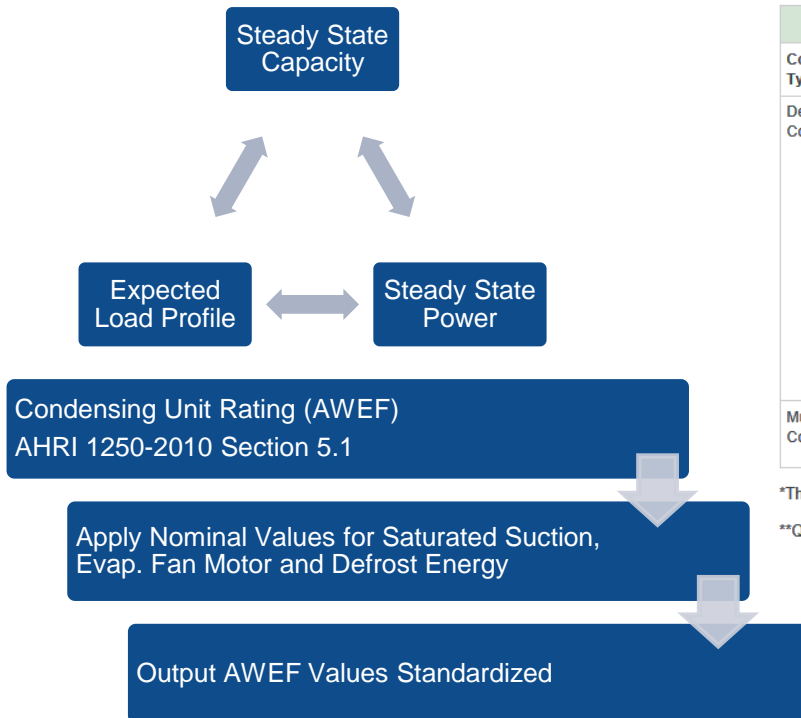 Steady State
Capacity
Expected
Load Profile
Steady State
Power
Condensing Unit Rating (AWEF)
AHRI 1250-2010 Section 5.1
Apply Nominal Values for Saturated Suction,
Evap. Fan Motor and Defrost Energy
Output AWEF Values Standardized